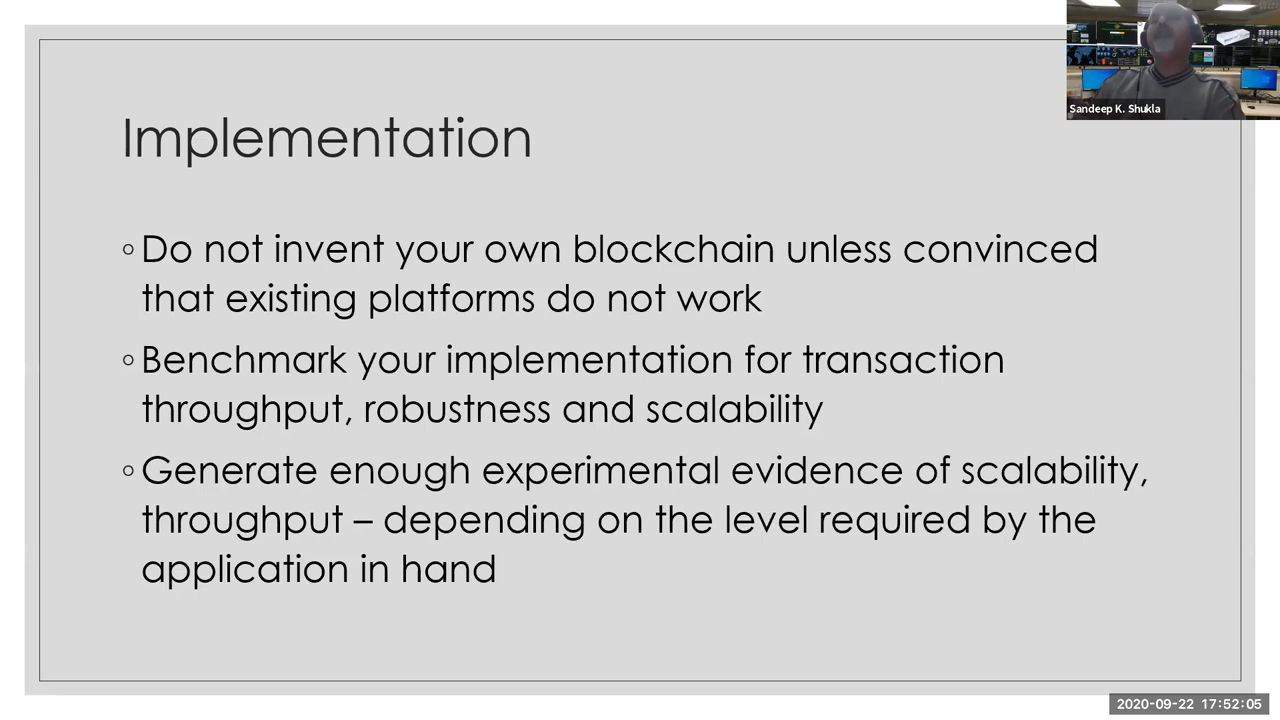 Sandeep K. Shukla
Implementation
◦ Do not invent your own blockchain unless convinced
that existing platforms do not work
◦ Benchmark your implementation for transaction
throughput, robustness and scalability
◦ Generate enough experimental evidence of scalability,
throughput – depending on the level required by the
application in hand
2020-09-22 17:52:05